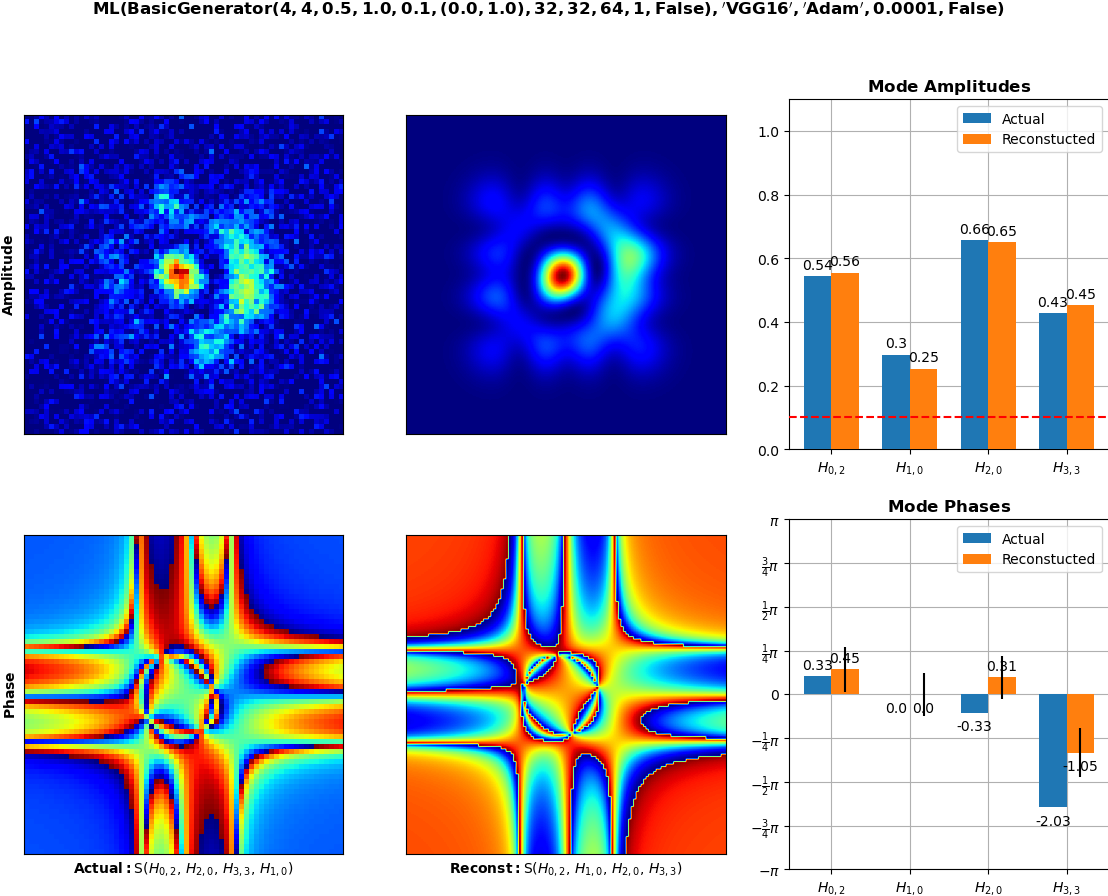 ML(BasicGenerator(4, 4, 0.5, 1.0, 0.1, (0.0, 1.0), 32, 32, 64, 1, False), ′VGG16′, ′Adam′, 0.0001, False)
Amplitude
Mode Amplitudes
Actual
Reconstucted
1.0
0.8
0.6
0.4
0.2
0.0
0.54
0.56
0.3
0.25
0.66
0.65
0.43
0.45
H0,2
H1,0
H2,0
H3,3
Phase
Actual: S(H0,2, H2,0, H3,3, H1,0)
Reconst: S(H0,2, H1,0, H2,0, H3,3)
Mode Phases
Actual
Reconstucted
π
3/4π
1/2π
1/4π
0
−1/4π
−1/2π
−3/4π
−π
0.33
0.45
0.0
0.0
-0.33
0.31
-2.03
-1.05
H0,2
H1,0
H2,0
H3,3